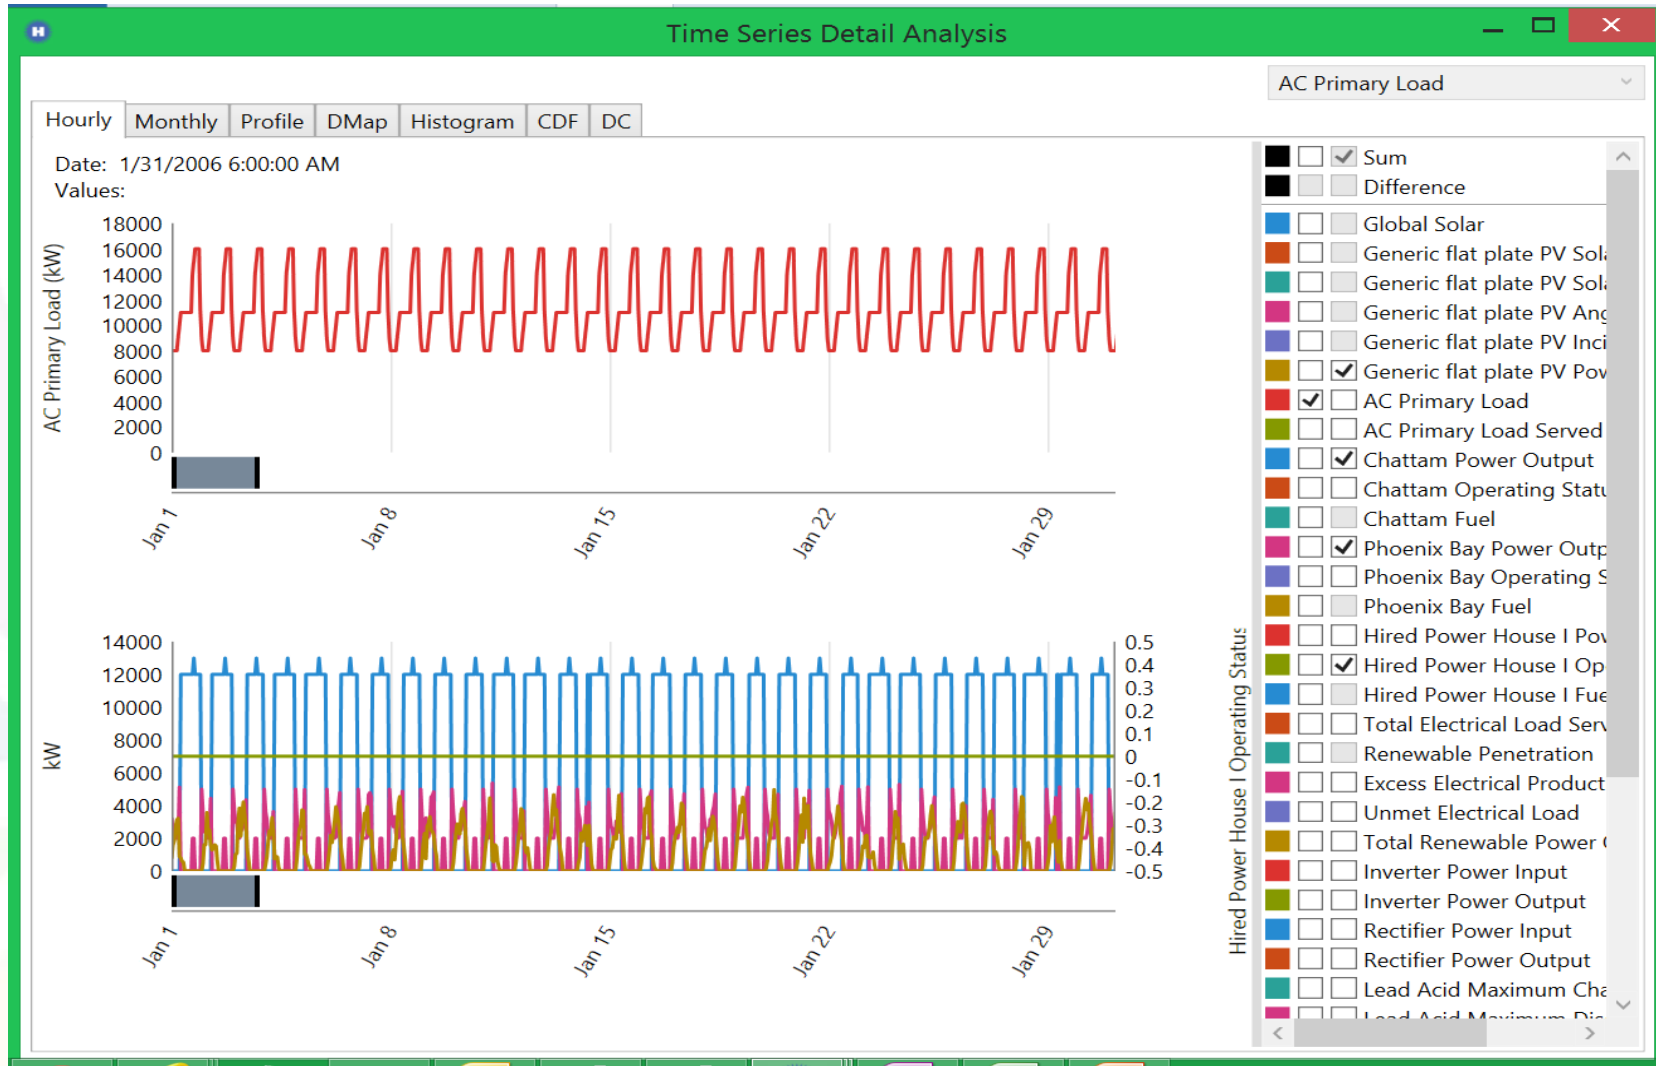 H
Time Series Detail Analysis
AC Primary Load
Hourly Monthly Profile DMap Histogram CDF DC
Date: 1/31/2006 6:00:00 AM
Values:
AC Primary Load (kW)
18000
16000
14000
12000
10000
8000
6000
4000
2000
0
Jan 1 Jan 8 Jan 15 Jan 22 Jan 29
kW
14000
12000
10000
8000
6000
4000
2000
0
0.5
0.4
0.3
0.2
0.1
0
-0.1
-0.2
-0.3
-0.4
-0.5
Hired Power House I Operating Status
Jan 1 Jan 8 Jan 15 Jan 22 Jan 29
Sum
Difference
Global Solar
Generic flat plate PV Sola
Generic flat plate PV Sola
Generic flat plate PV Ang
Generic flat plate PV Inci
Generic flat plate PV Pow
AC Primary Load
AC Primary Load Served
Chattam Power Output
Chattam Operating Statu
Chattam Fuel
Phoenix Bay Power Outp
Phoenix Bay Operating S
Phoenix Bay Fuel
Hired Power House I Pow
Hired Power House I Op
Hired Power House I Fue
Total Electrical Load Serv
Renewable Penetration
Excess Electrical Product
Unmet Electrical Load
Total Renewable Power
Inverter Power Input
Inverter Power Output
Rectifier Power Input
Rectifier Power Output
Lead Acid Maximum Cha
Lead Acid Maximum Dis